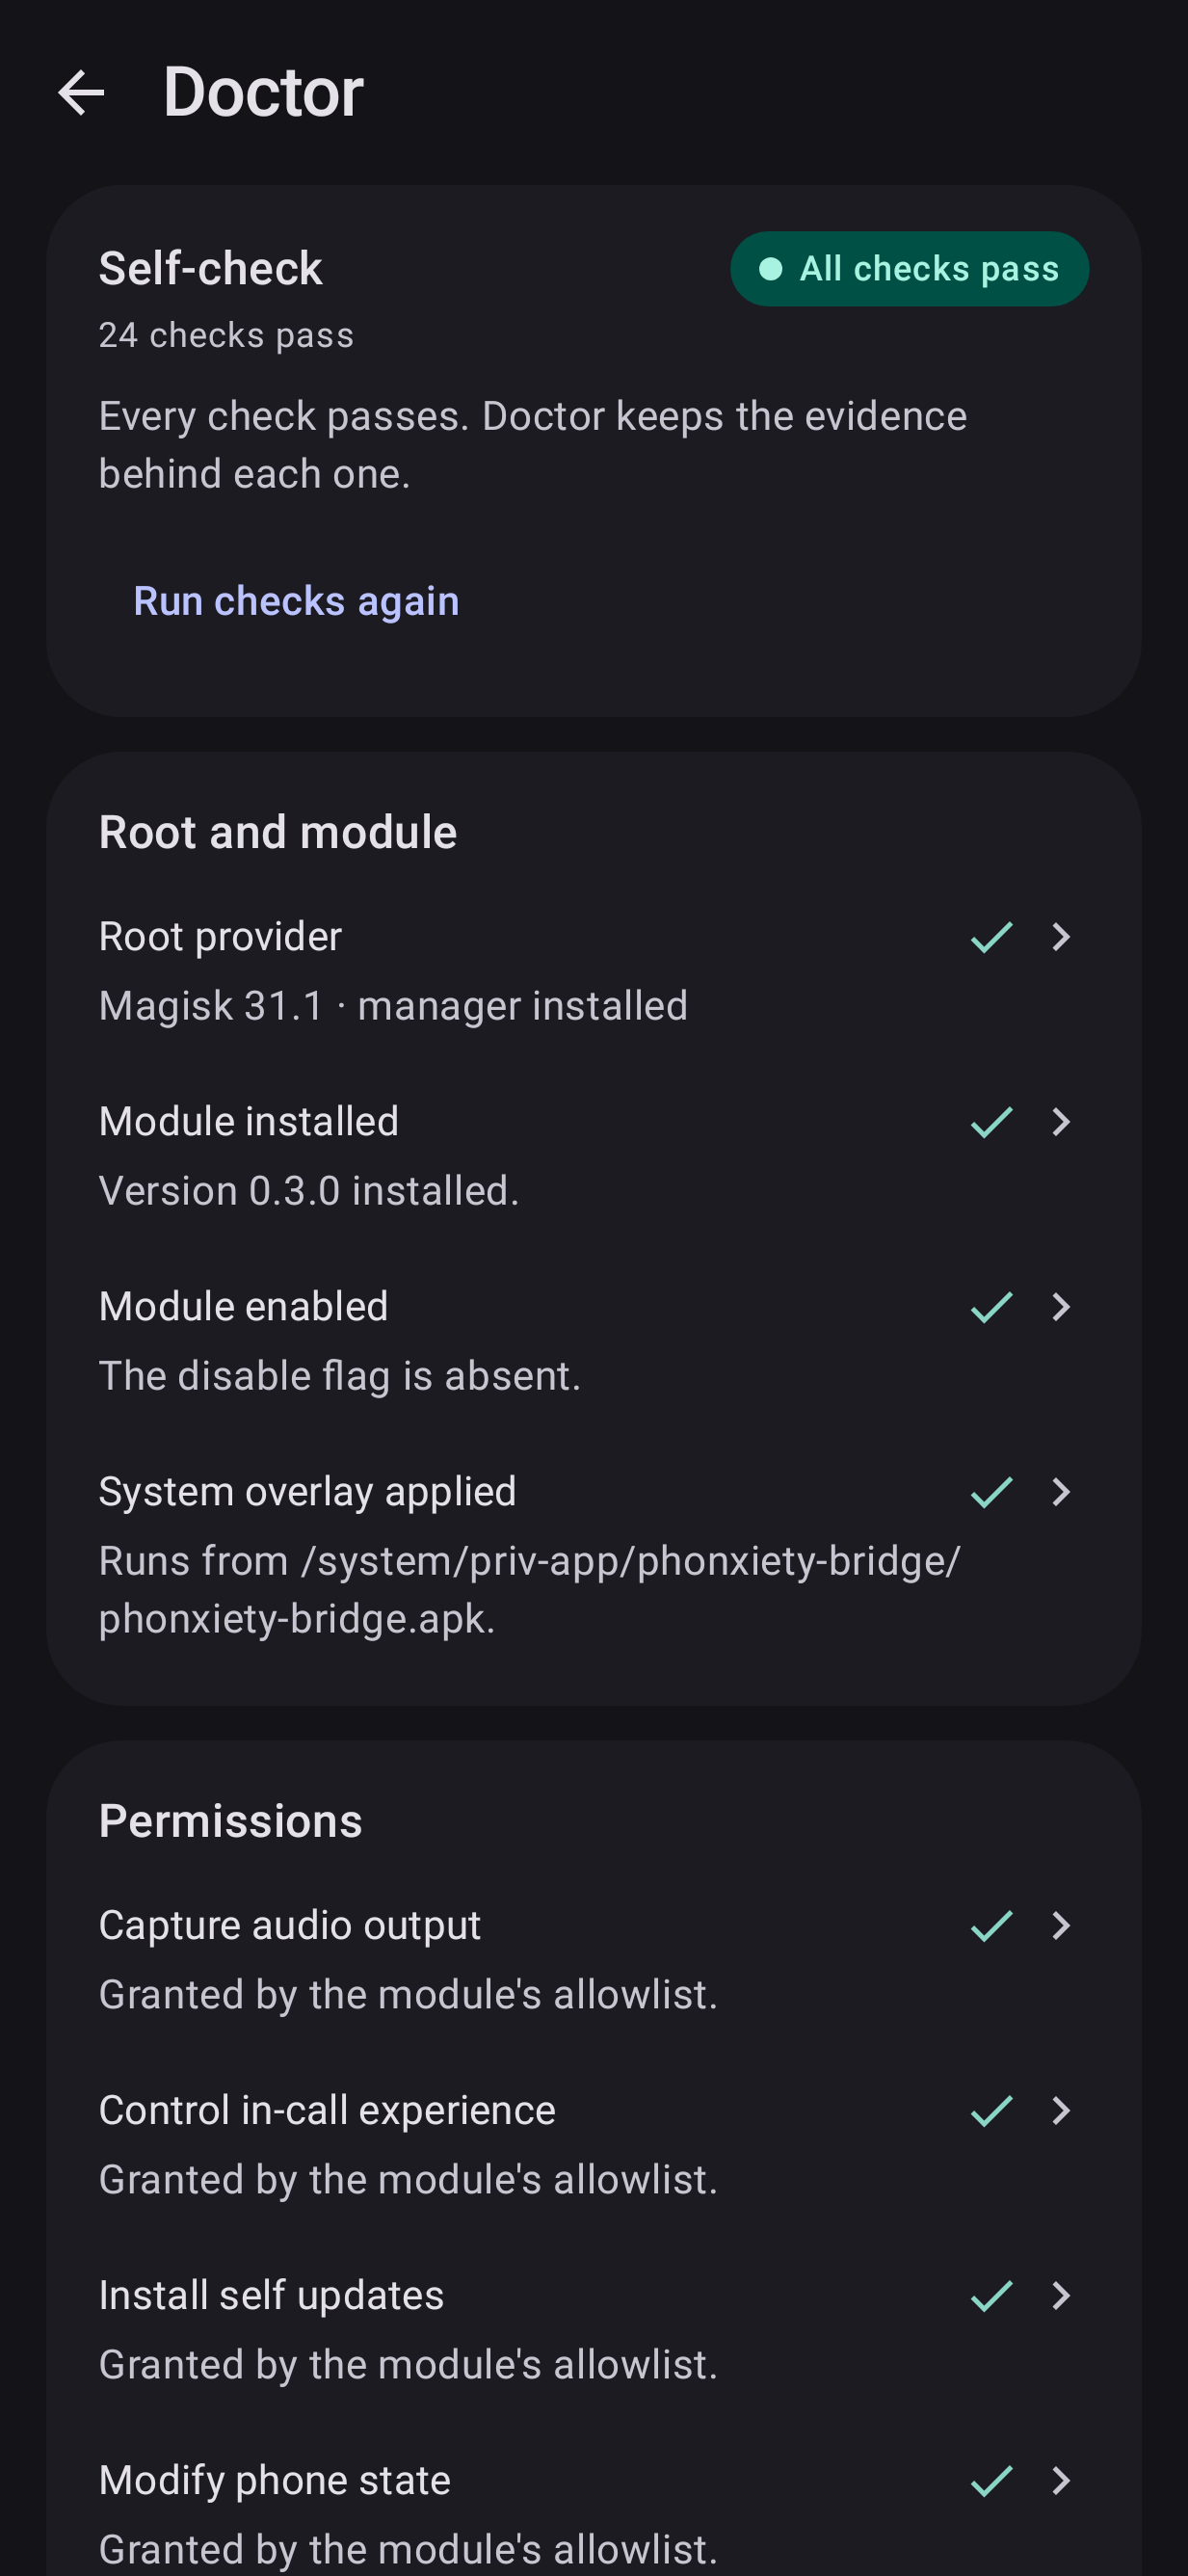 Doctor
Self-check
All checks pass
24 checks pass
Every check passes. Doctor keeps the evidence
behind each one.
Run checks again
Root and module
Root provider
Magisk 31.1 · manager installed
Module installed
Version 0.3.0 installed.
Module enabled
The disable flag is absent.
System overlay applied
Runs from /system/priv-app/phonxiety-bridge/
phonxiety-bridge.apk.
Permissions
Capture audio output
Granted by the module's allowlist.
Control in-call experience
Granted by the module's allowlist.
Install self updates
Granted by the module's allowlist.
Modify phone state
Granted by the module's allowlist.